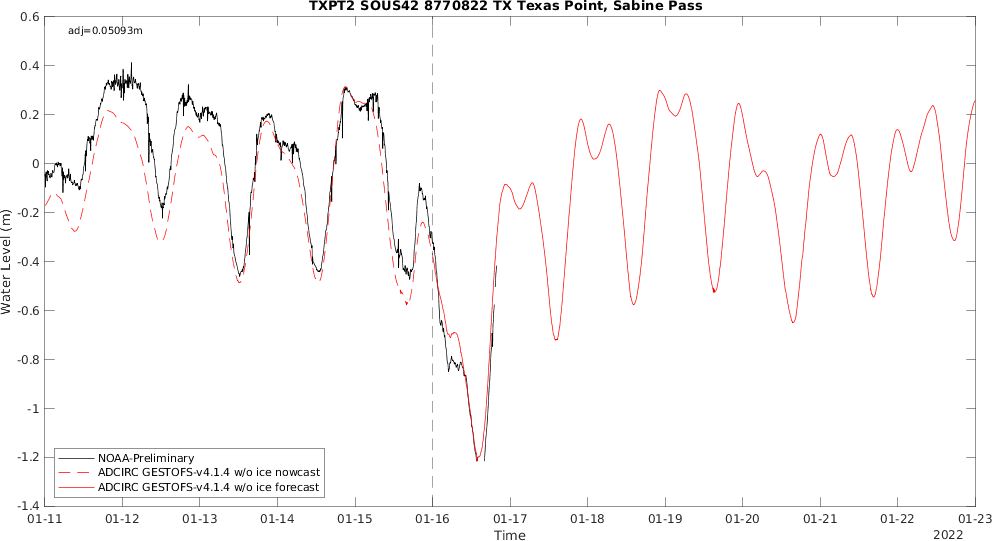 TXPT2 SOUS42 8770822 TX Texas Point, Sabine Pass
adj=0.05093m
0.6
0.4
0.2
0
-0.2
-0.4
-0.6
-0.8
-1
-1.2
-1.4
Water Level (m)
NOAA-Preliminary
ADCIRC GESTOFS-v4.1.4 w/o ice nowcast
ADCIRC GESTOFS-v4.1.4 w/o ice forecast
01-11 01-12 01-13 01-14 01-15 01-16 01-17 01-18 01-19 01-20 01-21 01-22 01-23
Time
2022